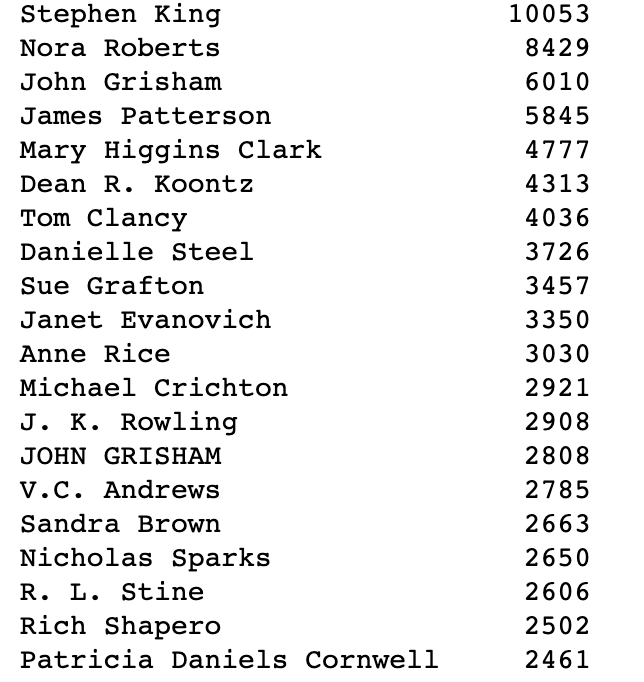 Stephen King 10053
Nora Roberts 8429
John Grisham 6010
James Patterson 5845
Mary Higgins Clark 4777
Dean R. Koontz 4313
Tom Clancy 4036
Danielle Steel 3726
Sue Grafton 3457
Janet Evanovich 3350
Anne Rice 3030
Michael Crichton 2921
J. K. Rowling 2908
JOHN GRISHAM 2808
V.C. Andrews 2785
Sandra Brown 2663
Nicholas Sparks 2650
R. L. Stine 2606
Rich Shapero 2502
Patricia Daniels Cornwell 2461